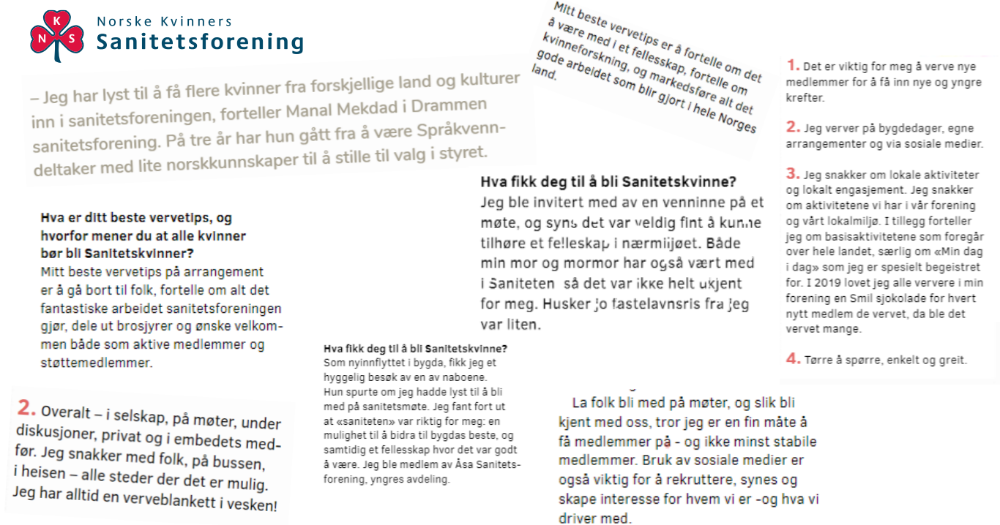 K
N S
Norske Kvinners
Sanitetsforening
– Jeg har lyst til å få flere kvinner fra forskjellige land og kulturer
inn i sanitetsforeningen, forteller Manal Mekdad i Drammen
sanitetsforening. På tre år har hun gått fra å være Språkvenn-
deltaker med lite norskkunnskaper til å stille til valg i styret.
Mitt beste vervetips er å fortelle om det
å være med i et fellesskap, fortelle om
kvinneforskning, og markedsføre alt det
gode arbeidet som blir gjort i hele Norges
land.
1. Det er viktig for meg å verve nye
medlemmer for å få inn nye og yngre
krefter.
2. Jeg verver på bygdedager, egne
arrangementer og via sosiale medier.
3. Jeg snakker om lokale aktiviteter
og lokalt engasjement. Jeg snakker
om aktivitetene vi har i vår forening
og vårt lokalmiljø. I tillegg forteller
jeg om basisaktivitetene som foregår
over hele landet, særlig om «Min dag
i dag» som jeg er spesielt begeistret
for. I 2019 lovet jeg alle ververe i min
forening en Smil sjokolade for hvert
nytt medlem de vervet, da ble det
vervet mange.
4. Tørre å spørre, enkelt og greit.
Hva fikk deg til å bli Sanitetskvinne?
Jeg ble invitert med av en venninne på et
møte, og syns det var veldig fint å kunne
tilhøre et felleskap i nærmiljøet. Både
min mor og mormor har også vært med
i Saniteten så det var ikke helt ukjent
for meg. Husker jo fastelavnsris fra jeg
var liten.
Hva er ditt beste vervetips, og
hvorfor mener du at alle kvinner
bør bli Sanitetskvinner?
Mitt beste vervetips på arrangement
er å gå bort til folk, fortelle om alt det
fantastiske arbeidet sanitetsforeningen
gjør, dele ut brosjyrer og ønske velkom-
men både som aktive medlemmer og
støttemedlemmer.
Hva fikk deg til å bli Sanitetskvinne?
Som nyinnflyttet i bygda, fikk jeg et
hyggelig besøk av en av naboene.
Hun spurte om jeg hadde lyst til å bli
med på sanitetsmøte. Jeg fant fort ut
at «saniteten» var riktig for meg: en
mulighet til å bidra til bygdas beste, og
samtidig et fellesskap hvor det var godt
å være. Jeg ble medlem av Åsa Sanitets-
forening, yngres avdeling.
2. Overalt – i selskap, på møter, under
diskusjoner, privat og i embedets med-
før. Jeg snakker med folk, på bussen,
i heisen – alle steder der det er mulig.
Jeg har alltid en verveblankett i vesken!
La folk bli med på møter, og slik bli
kjent med oss, tror jeg er en fin måte å
få medlemmer på - og ikke minst stabile
medlemmer. Bruk av sosiale medier er
også viktig for å rekruttere, synes og
skape interesse for hvem vi er -og hva vi
driver med.